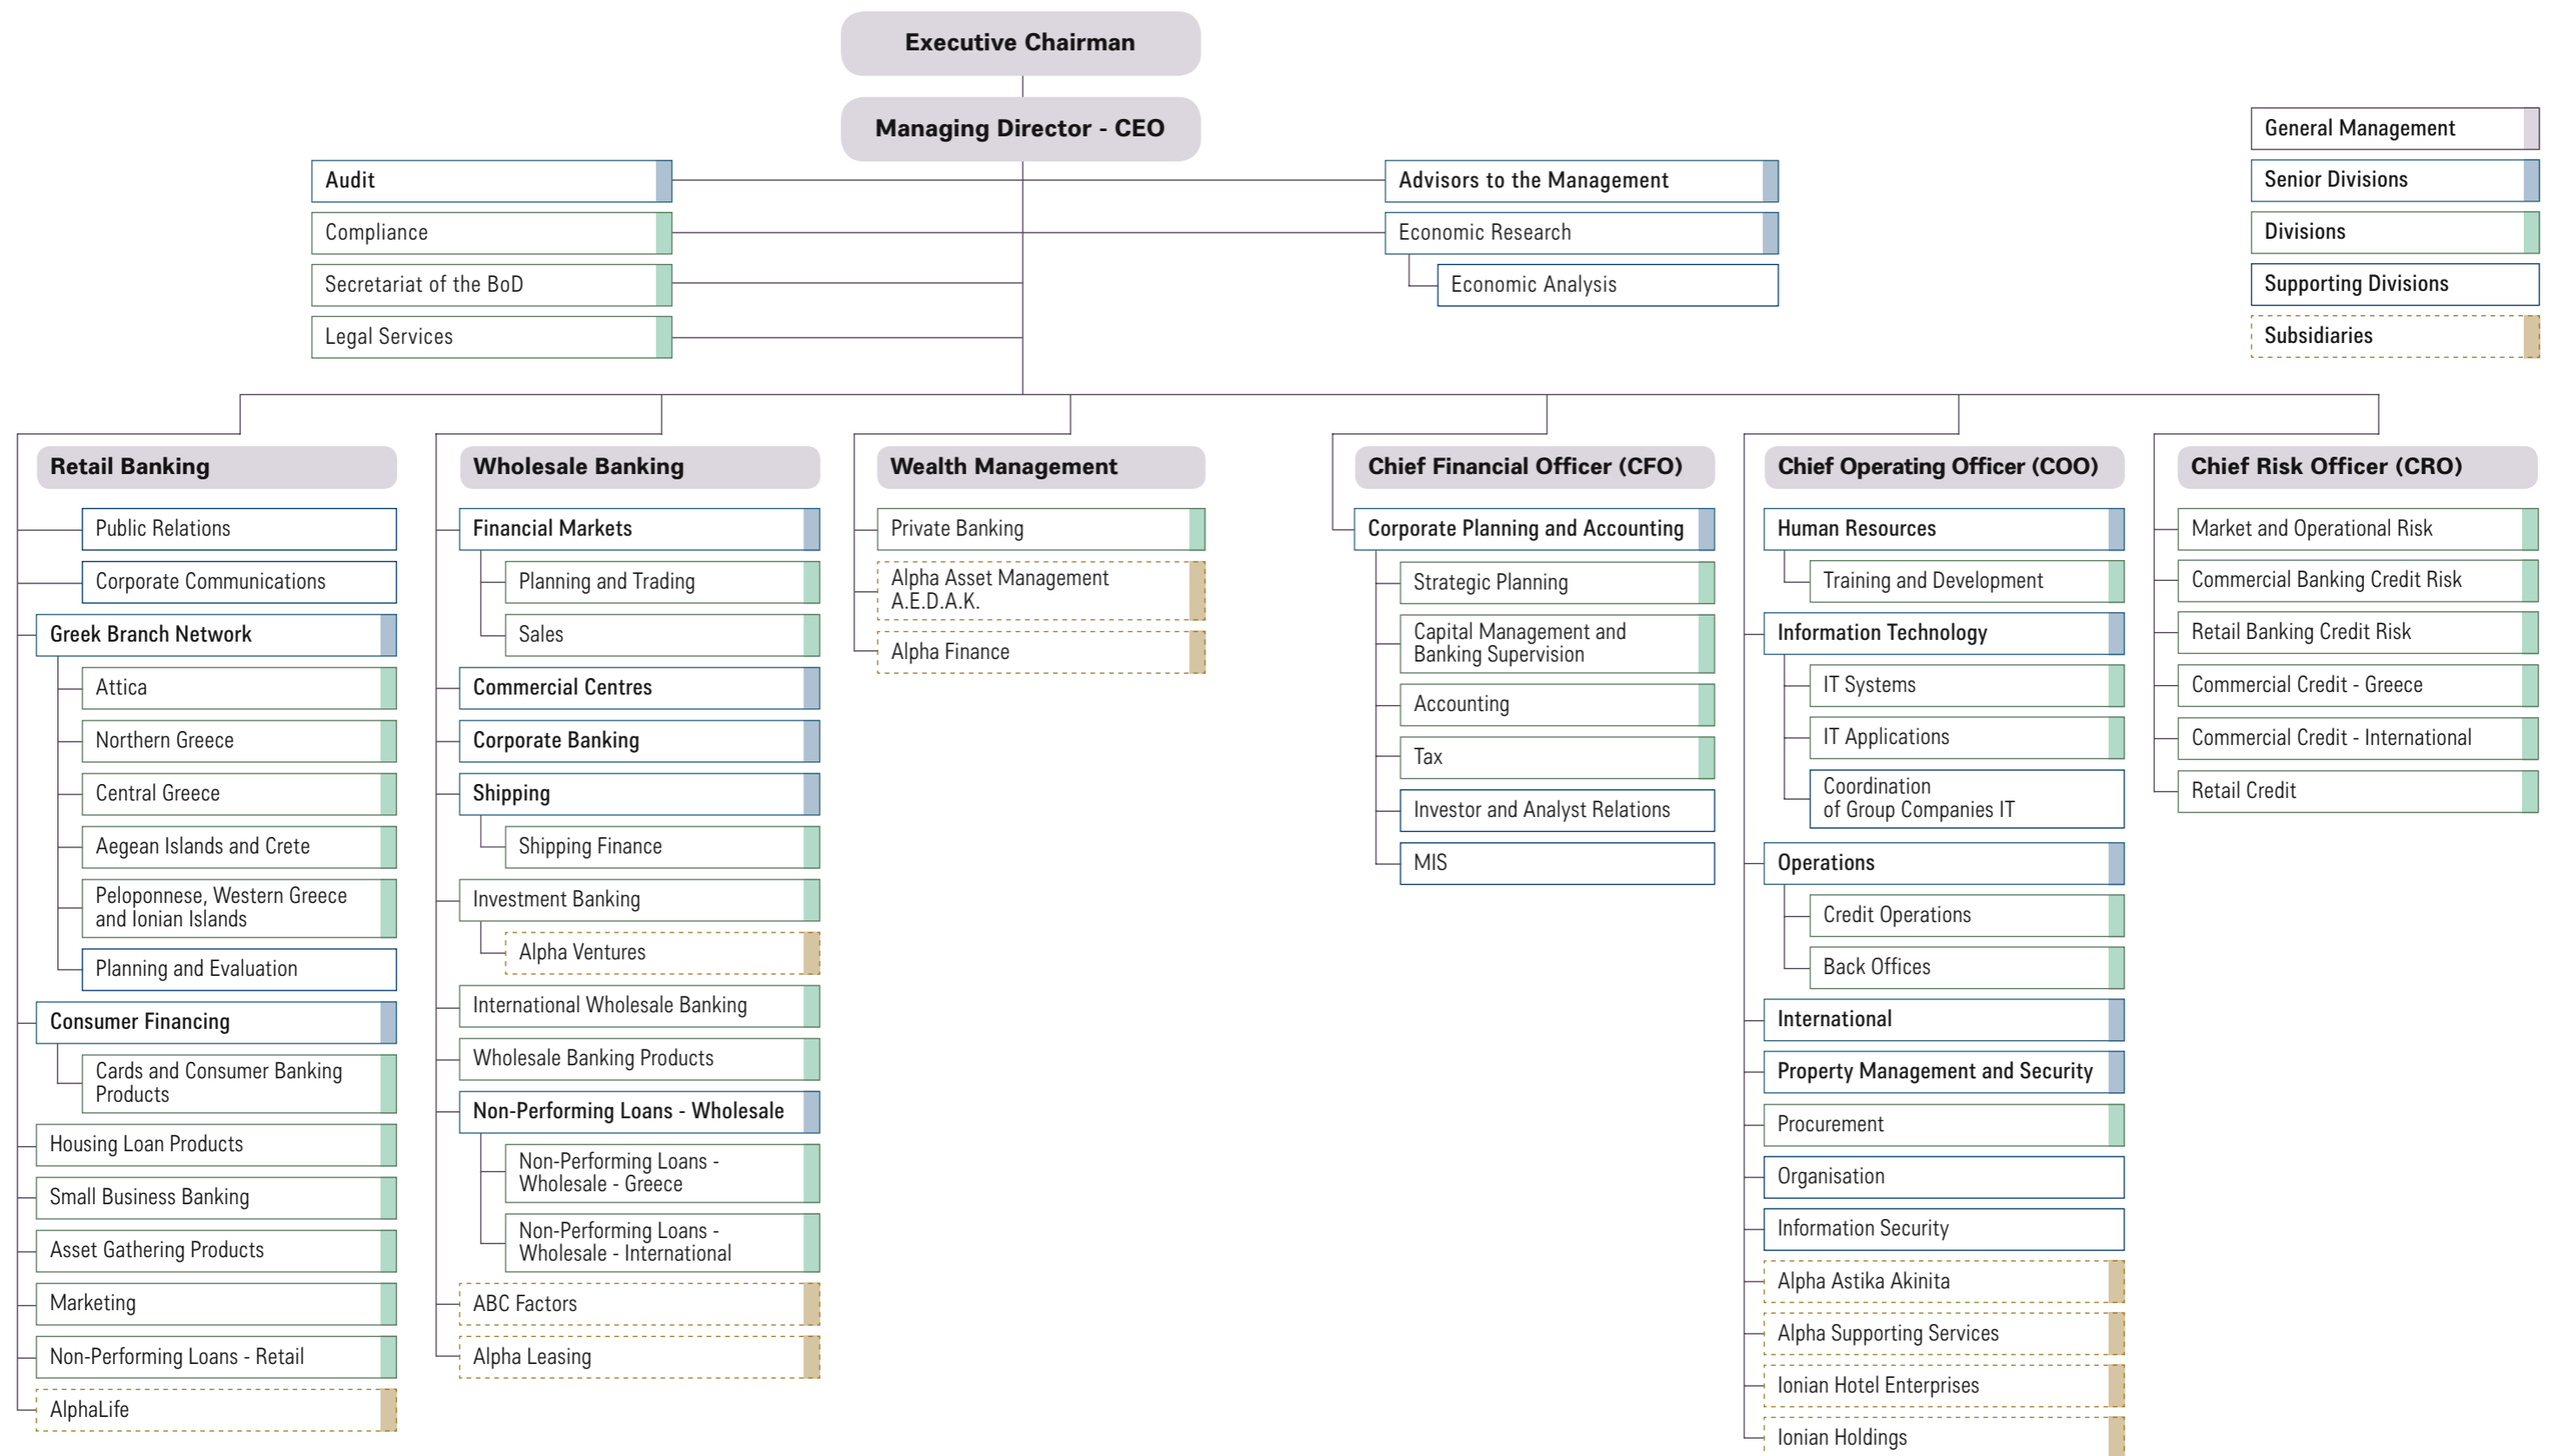 Executive Chairman
Managing Director - CEO
Audit
Compliance
Secretariat of the BoD
Legal Services
Advisors to the Management
Economic Research
Economic Analysis
General Management
Senior Divisions
Divisions
Supporting Divisions
Subsidiaries
Retail Banking
Public Relations
Corporate Communications
Greek Branch Network
Attica
Northern Greece
Central Greece
Aegean Islands and Crete
Peloponnese, Western Greece
and Ionian Islands
Planning and Evaluation
Consumer Financing
Cards and Consumer Banking
Products
Housing Loan Products
Small Business Banking
Asset Gathering Products
Marketing
Non-Performing Loans - Retail
AlphaLife
Wholesale Banking
Financial Markets
Planning and Trading
Sales
Commercial Centres
Corporate Banking
Shipping
Shipping Finance
Investment Banking
Alpha Ventures
International Wholesale Banking
Wholesale Banking Products
Non-Performing Loans - Wholesale
Non-Performing Loans -
Wholesale - Greece
Non-Performing Loans -
Wholesale - International
ABC Factors
Alpha Leasing
Wealth Management
Private Banking
Alpha Asset Management
A.E.D.A.K.
Alpha Finance
Chief Financial Officer (CFO)
Corporate Planning and Accounting
Strategic Planning
Capital Management and
Banking Supervision
Accounting
Tax
Investor and Analyst Relations
MIS
Chief Operating Officer (COO)
Human Resources
Training and Development
Information Technology
IT Systems
IT Applications
Coordination
of Group Companies IT
Operations
Credit Operations
Back Offices
International
Property Management and Security
Procurement
Organisation
Information Security
Alpha Astika Akinita
Alpha Supporting Services
Ionian Hotel Enterprises
Ionian Holdings
Chief Risk Officer (CRO)
Market and Operational Risk
Commercial Banking Credit Risk
Retail Banking Credit Risk
Commercial Credit - Greece
Commercial Credit - International
Retail Credit